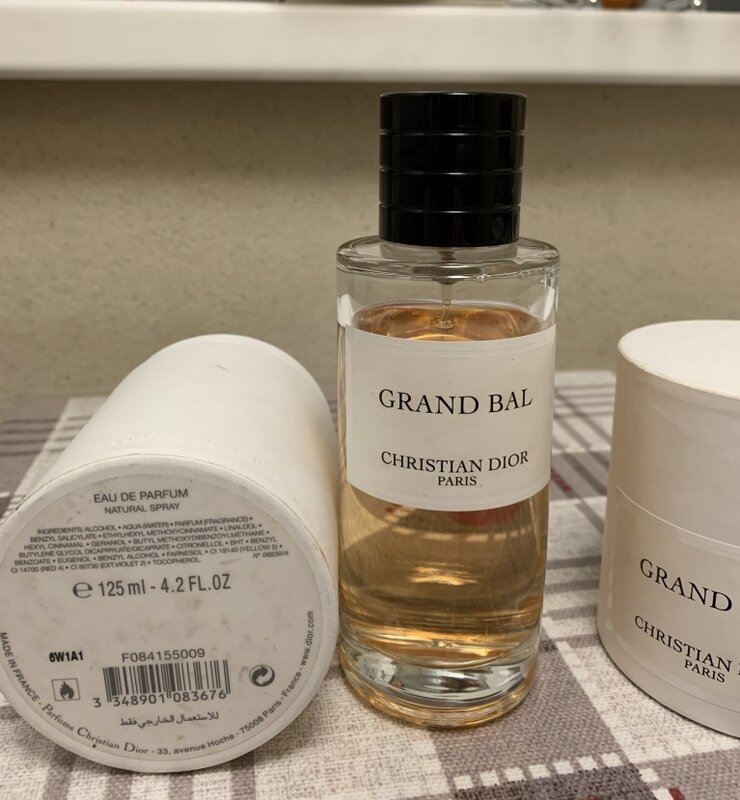 GRAND BAL
CHRISTIAN DIOR
PARIS
EAU DE PARFUM
NATURAL SPRAY
INGREDIENTS: ALCOHOL • AQUA (WATER) • PARFUM (FRAGRANCE) •
BENZYL SALICYLATE • ETHYLHEXYL METHOXYCINNAMATE • LINALOOL •
HEXYL CINNAMAL • GERANIOL • BUTYL METHOXYDIBENZOYLMETHANE •
BUTYLENE GLYCOL DICAPRYLATE/DICAPRATE • CITRONELLOL • BHT • BENZYL
BENZOATE • EUGENOL • BENZYL ALCOHOL • FARNESOL • CI 19140 (YELLOW 5) •
CI 14700 (RED 4) • CI 60730 (EXT. VIOLET 2) • TOCOPHEROL.
℮ 125 ml - 4.2 FL.OZ
6W1A1
F084155009
3 348901 083676
للاستعمال الخارجي فقط
MADE IN FRANCE - Parfums Christian Dior - 33, avenue Hoche - 75008 Paris - France - www.dior.com
GRAND
CHRISTIAN
PARIS